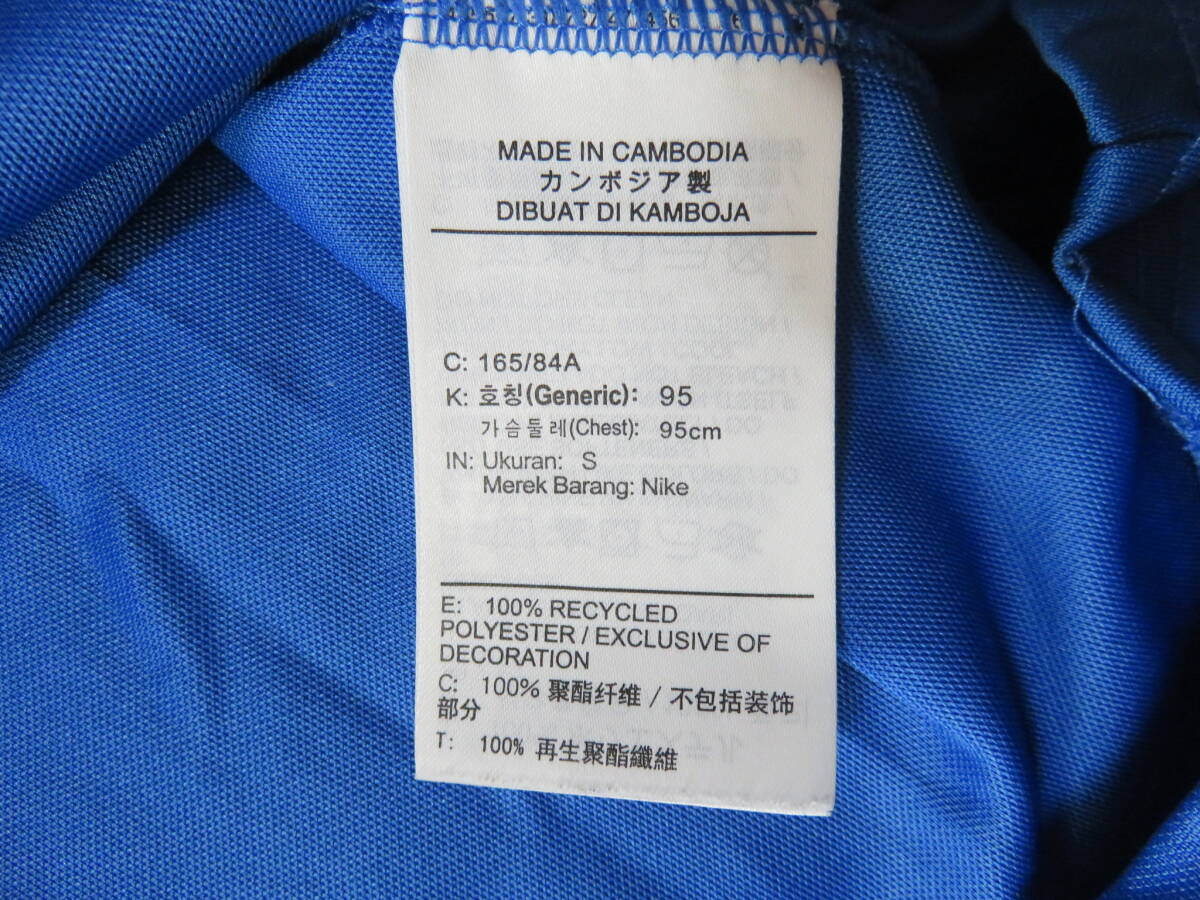 MADE IN CAMBODIA
カンボジア製
DIBUAT DI KAMBOJA
C: 165/84A
K: 호칭(Generic): 95
가슴둘레(Chest): 95cm
IN: Ukuran: S
Merek Barang: Nike
E: 100% RECYCLED
POLYESTER / EXCLUSIVE OF
DECORATION
C: 100% 聚酯纤维 / 不包括装饰
部分
T: 100% 再生聚酯纖維